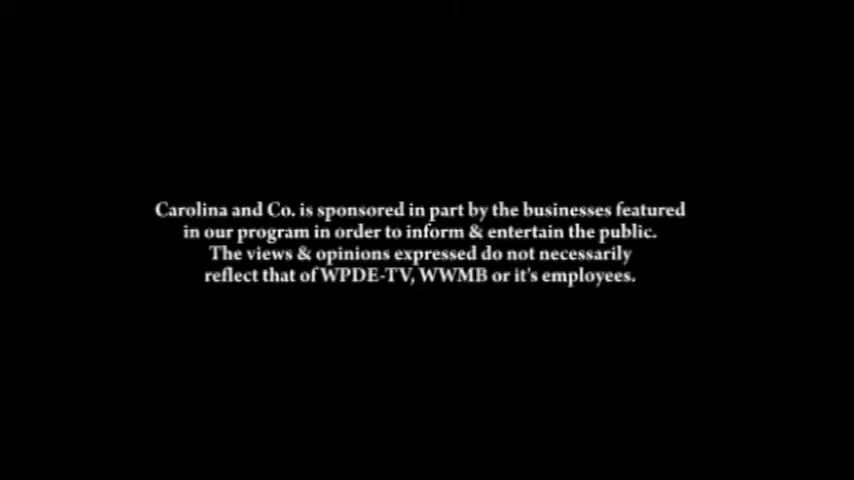 Carolina and Co. is sponsored in part by the businesses featured
in our program in order to inform & entertain the public.
The views & opinions expressed do not necessarily
reflect that of WPDE-TV, WWMB or it's employees.